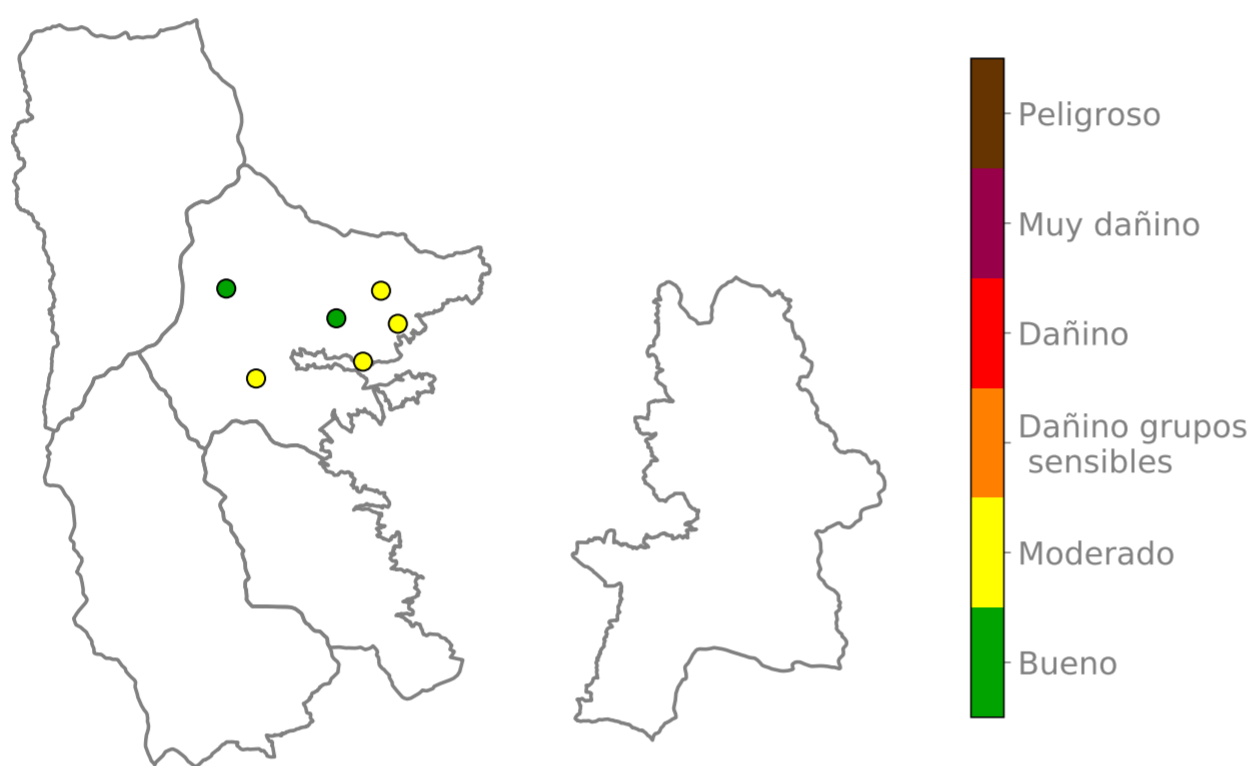 Peligroso
Muy dañino
Dañino
Dañino grupos
sensibles
Moderado
Bueno